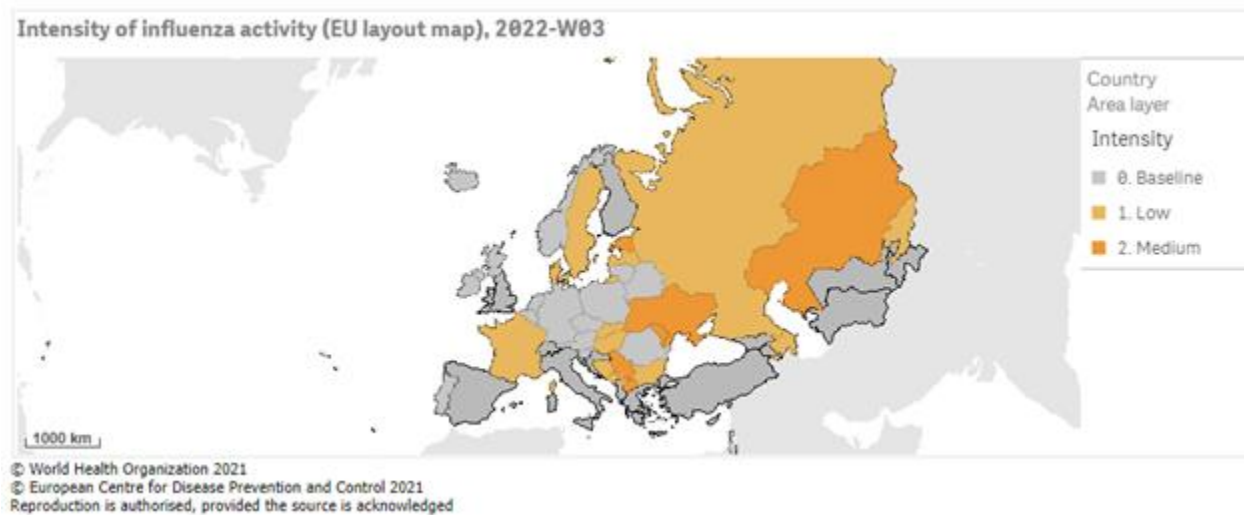 Intensity of influenza activity (EU layout map), 2022-W03
Country
Area layer
Intensity
0. Baseline
1. Low
2. Medium
1000 km
© World Health Organization 2021
© European Centre for Disease Prevention and Control 2021
Reproduction is authorised, provided the source is acknowledged